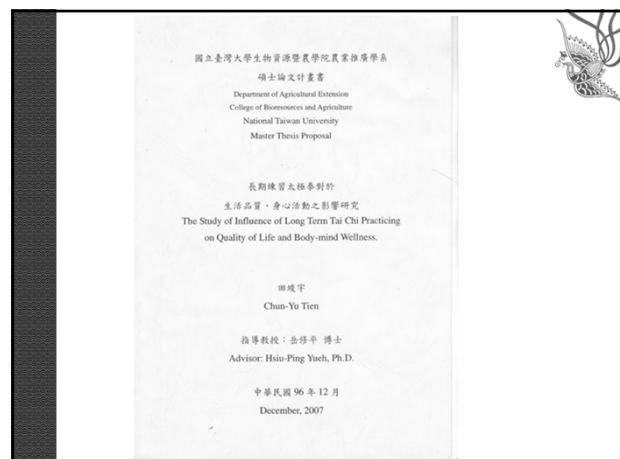 國立臺灣大學生物資源暨農學院農業推廣學系
碩士論文計畫書
Department of Agricultural Extension
College of Bioresources and Agriculture
National Taiwan University
Master Thesis Proposal
長期練習太極拳對於
生活品質、身心活動之影響研究
The Study of Influence of Long Term Tai Chi Practicing
on Quality of Life and Body-mind Wellness.
田峻宇
Chun-Yu Tien
指導教授：岳修平 博士
Advisor: Hsiu-Ping Yueh, Ph.D.
中華民國 96 年 12 月
December, 2007